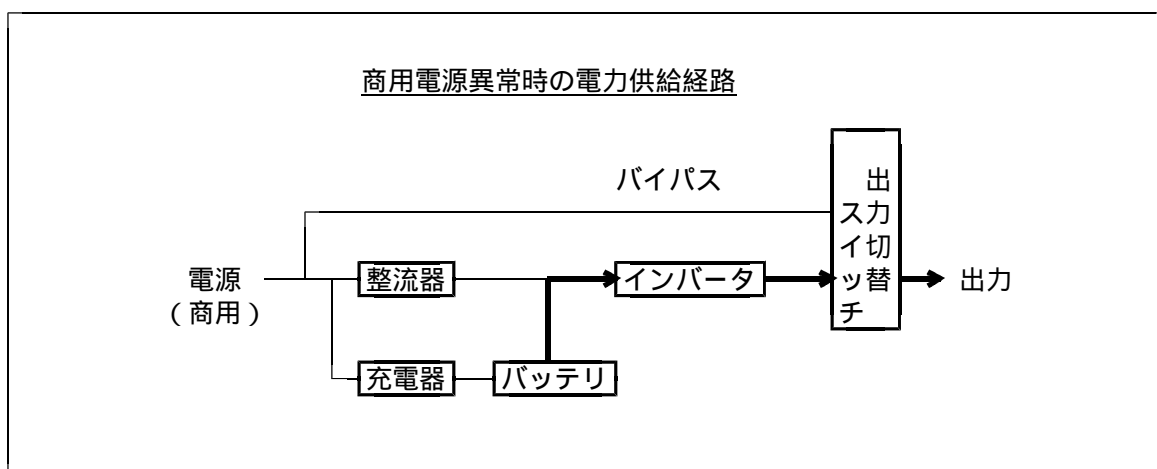 商用電源異常時の電力供給経路
バイパス
出力切替
スイッチ
電源
(商用)
整流器
インバータ
出力
充電器
バッテリ